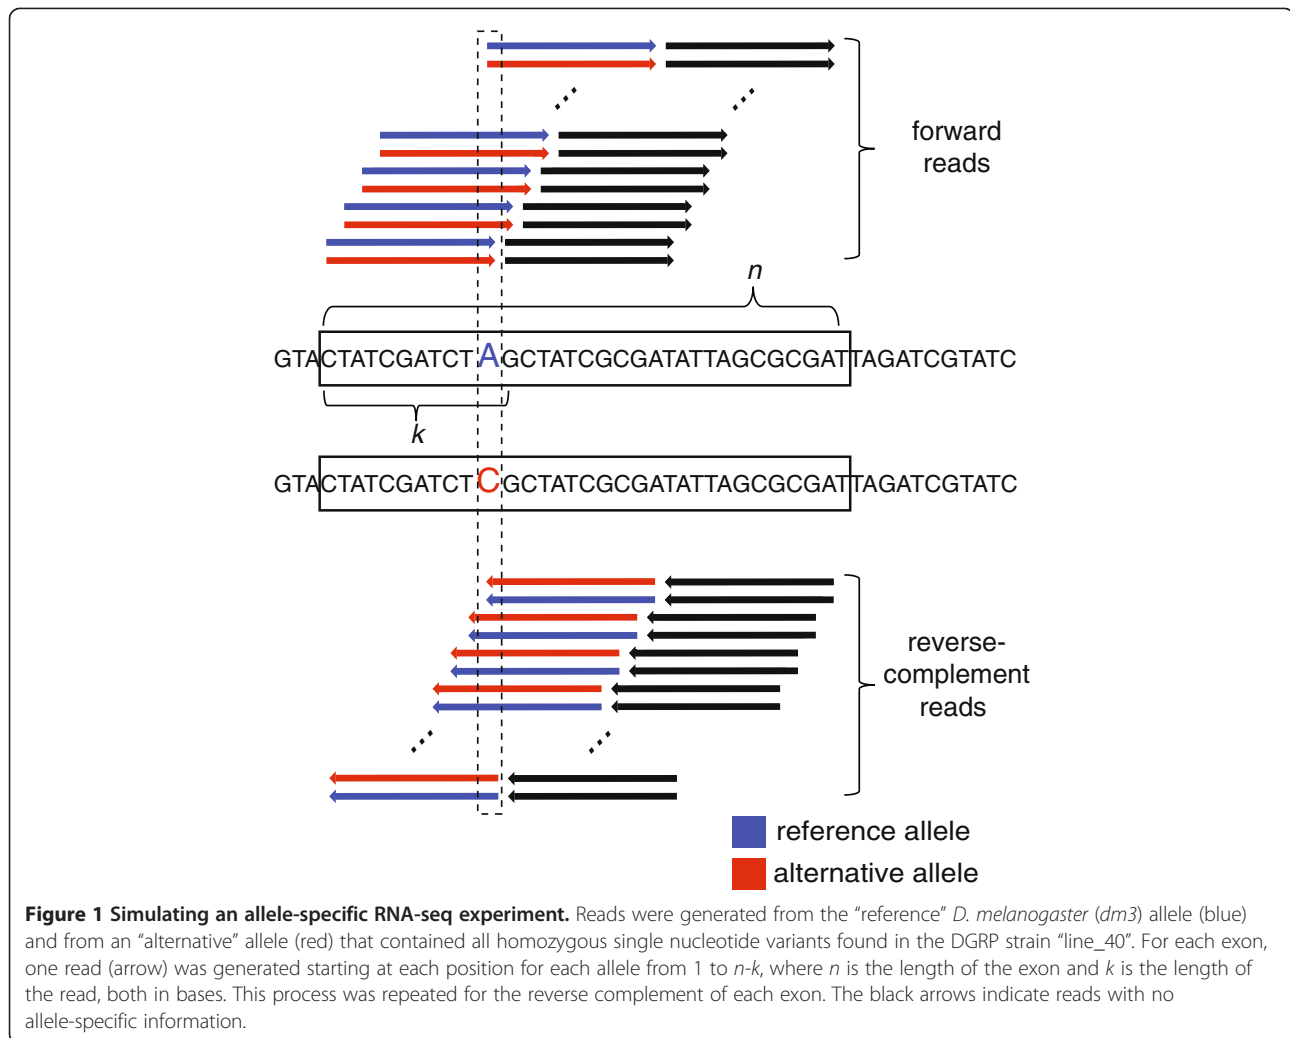 forward
reads
n
GTACTATCGATCTAGCTATCGCGATATTAGCGCGATTAGATCGTATC
k
GTACTATCGATCTCGCTATCGCGATATTAGCGCGATTAGATCGTATC
reverse-
complement
reads
reference allele
alternative allele
Figure 1 Simulating an allele-specific RNA-seq experiment. Reads were generated from the “reference” D. melanogaster (dm3) allele (blue)
and from an “alternative” allele (red) that contained all homozygous single nucleotide variants found in the DGRP strain “line_40”. For each exon,
one read (arrow) was generated starting at each position for each allele from 1 to n-k, where n is the length of the exon and k is the length of
the read, both in bases. This process was repeated for the reverse complement of each exon. The black arrows indicate reads with no
allele-specific information.